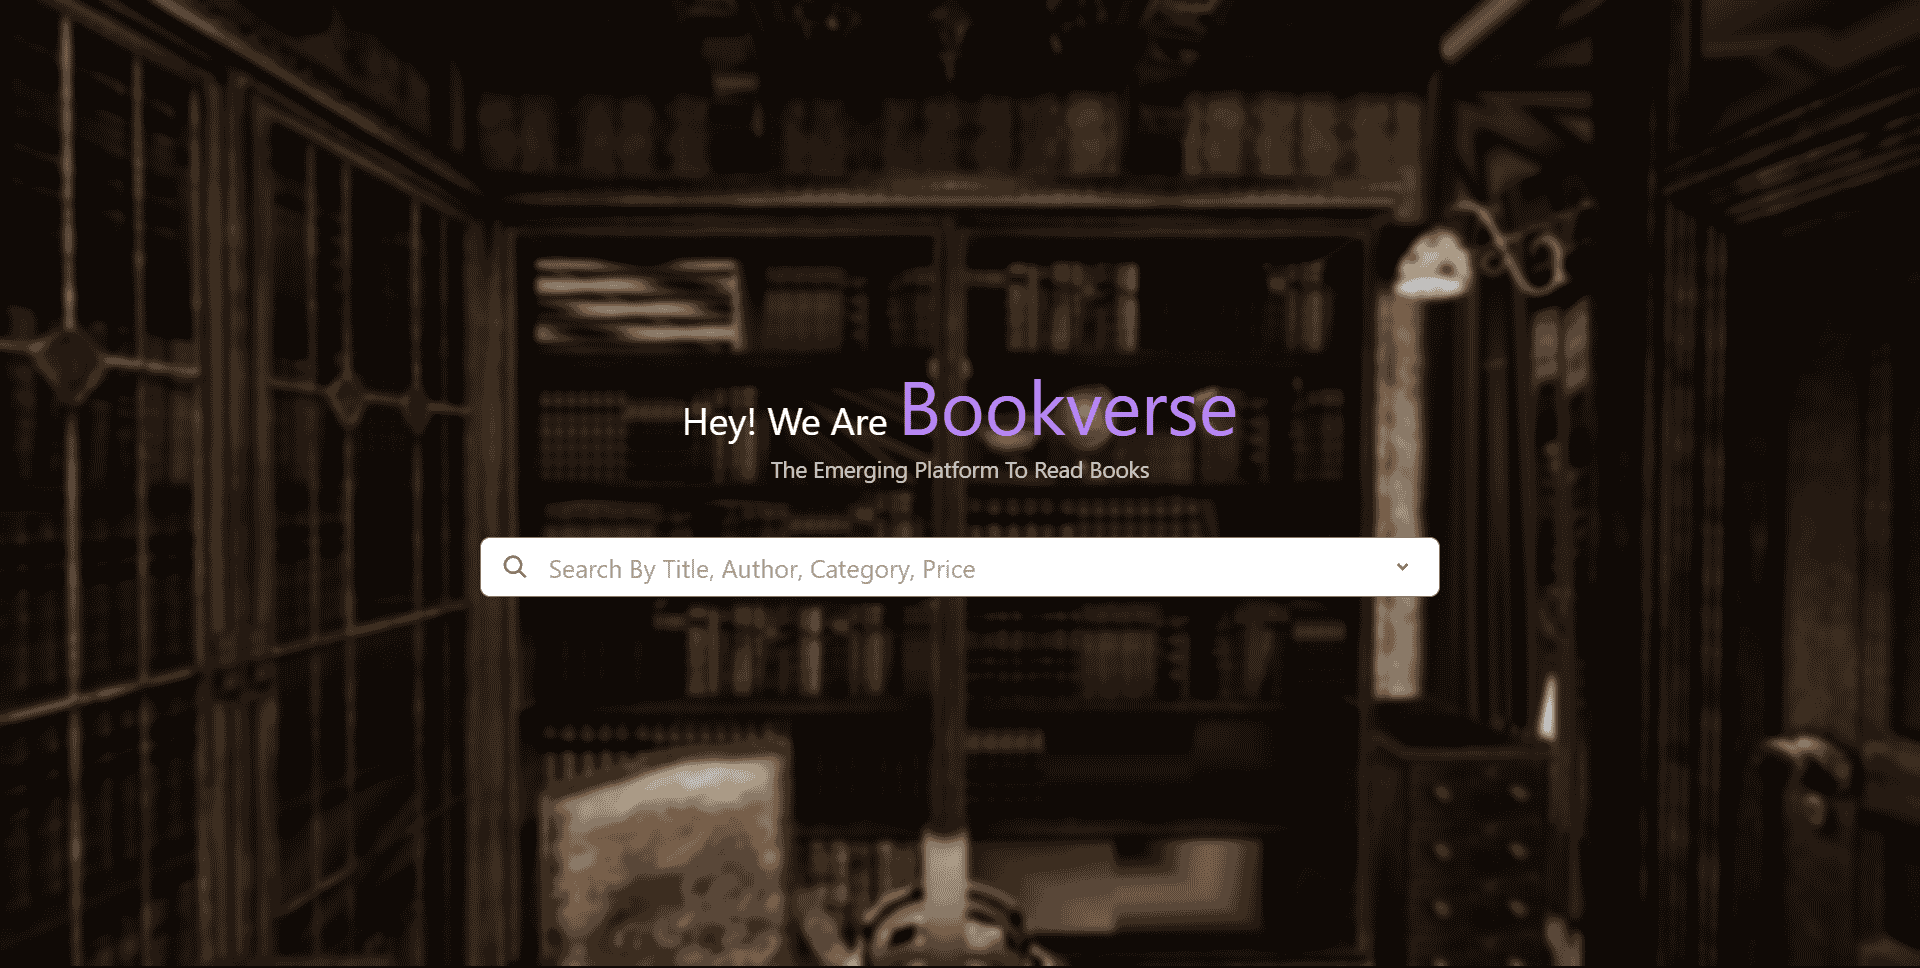 Hey! We Are Bookverse
The Emerging Platform To Read Books
Search By Title, Author, Category, Price